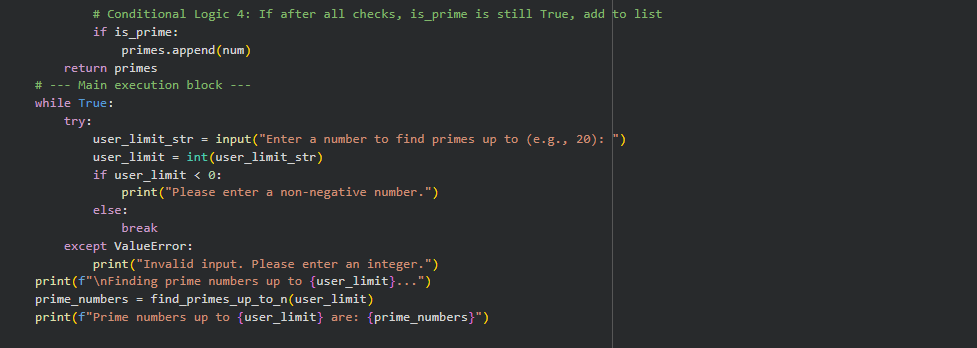 # Conditional Logic 4: If after all checks, is_prime is still True, add to list
if is_prime:
primes.append(num)
return primes
# --- Main execution block ---
while True:
try:
user_limit_str = input("Enter a number to find primes up to (e.g., 20): ")
user_limit = int(user_limit_str)
if user_limit < 0:
print("Please enter a non-negative number.")
else:
break
except ValueError:
print("Invalid input. Please enter an integer.")
print(f"\nFinding prime numbers up to {user_limit}...")
prime_numbers = find_primes_up_to_n(user_limit)
print(f"Prime numbers up to {user_limit} are: {prime_numbers}")